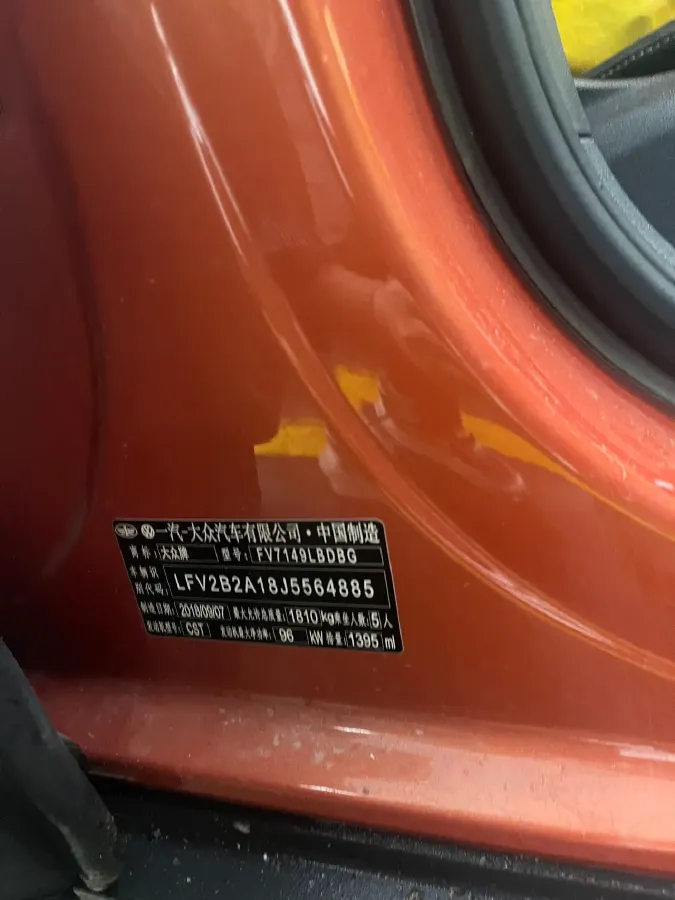 一汽-大众汽车有限公司·中国制造
商标: 大众牌 型号: FV7149LBDBG
车辆识别代码: LFV2B2A18J5564885
制造日期: 2018/09/07 最大允许总质量: 1810 kg 乘坐人数: 5 人
发动机型号: CST 发动机最大净功率: 96 kW 排量: 1395 ml